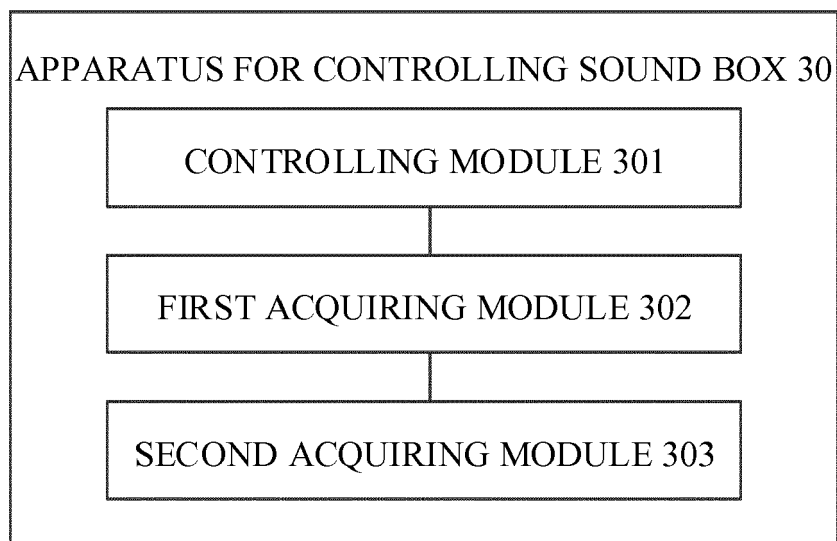 APPARATUS FOR CONTROLLING SOUND BOX 30
CONTROLLING MODULE 301
FIRST ACQUIRING MODULE 302
SECOND ACQUIRING MODULE 303